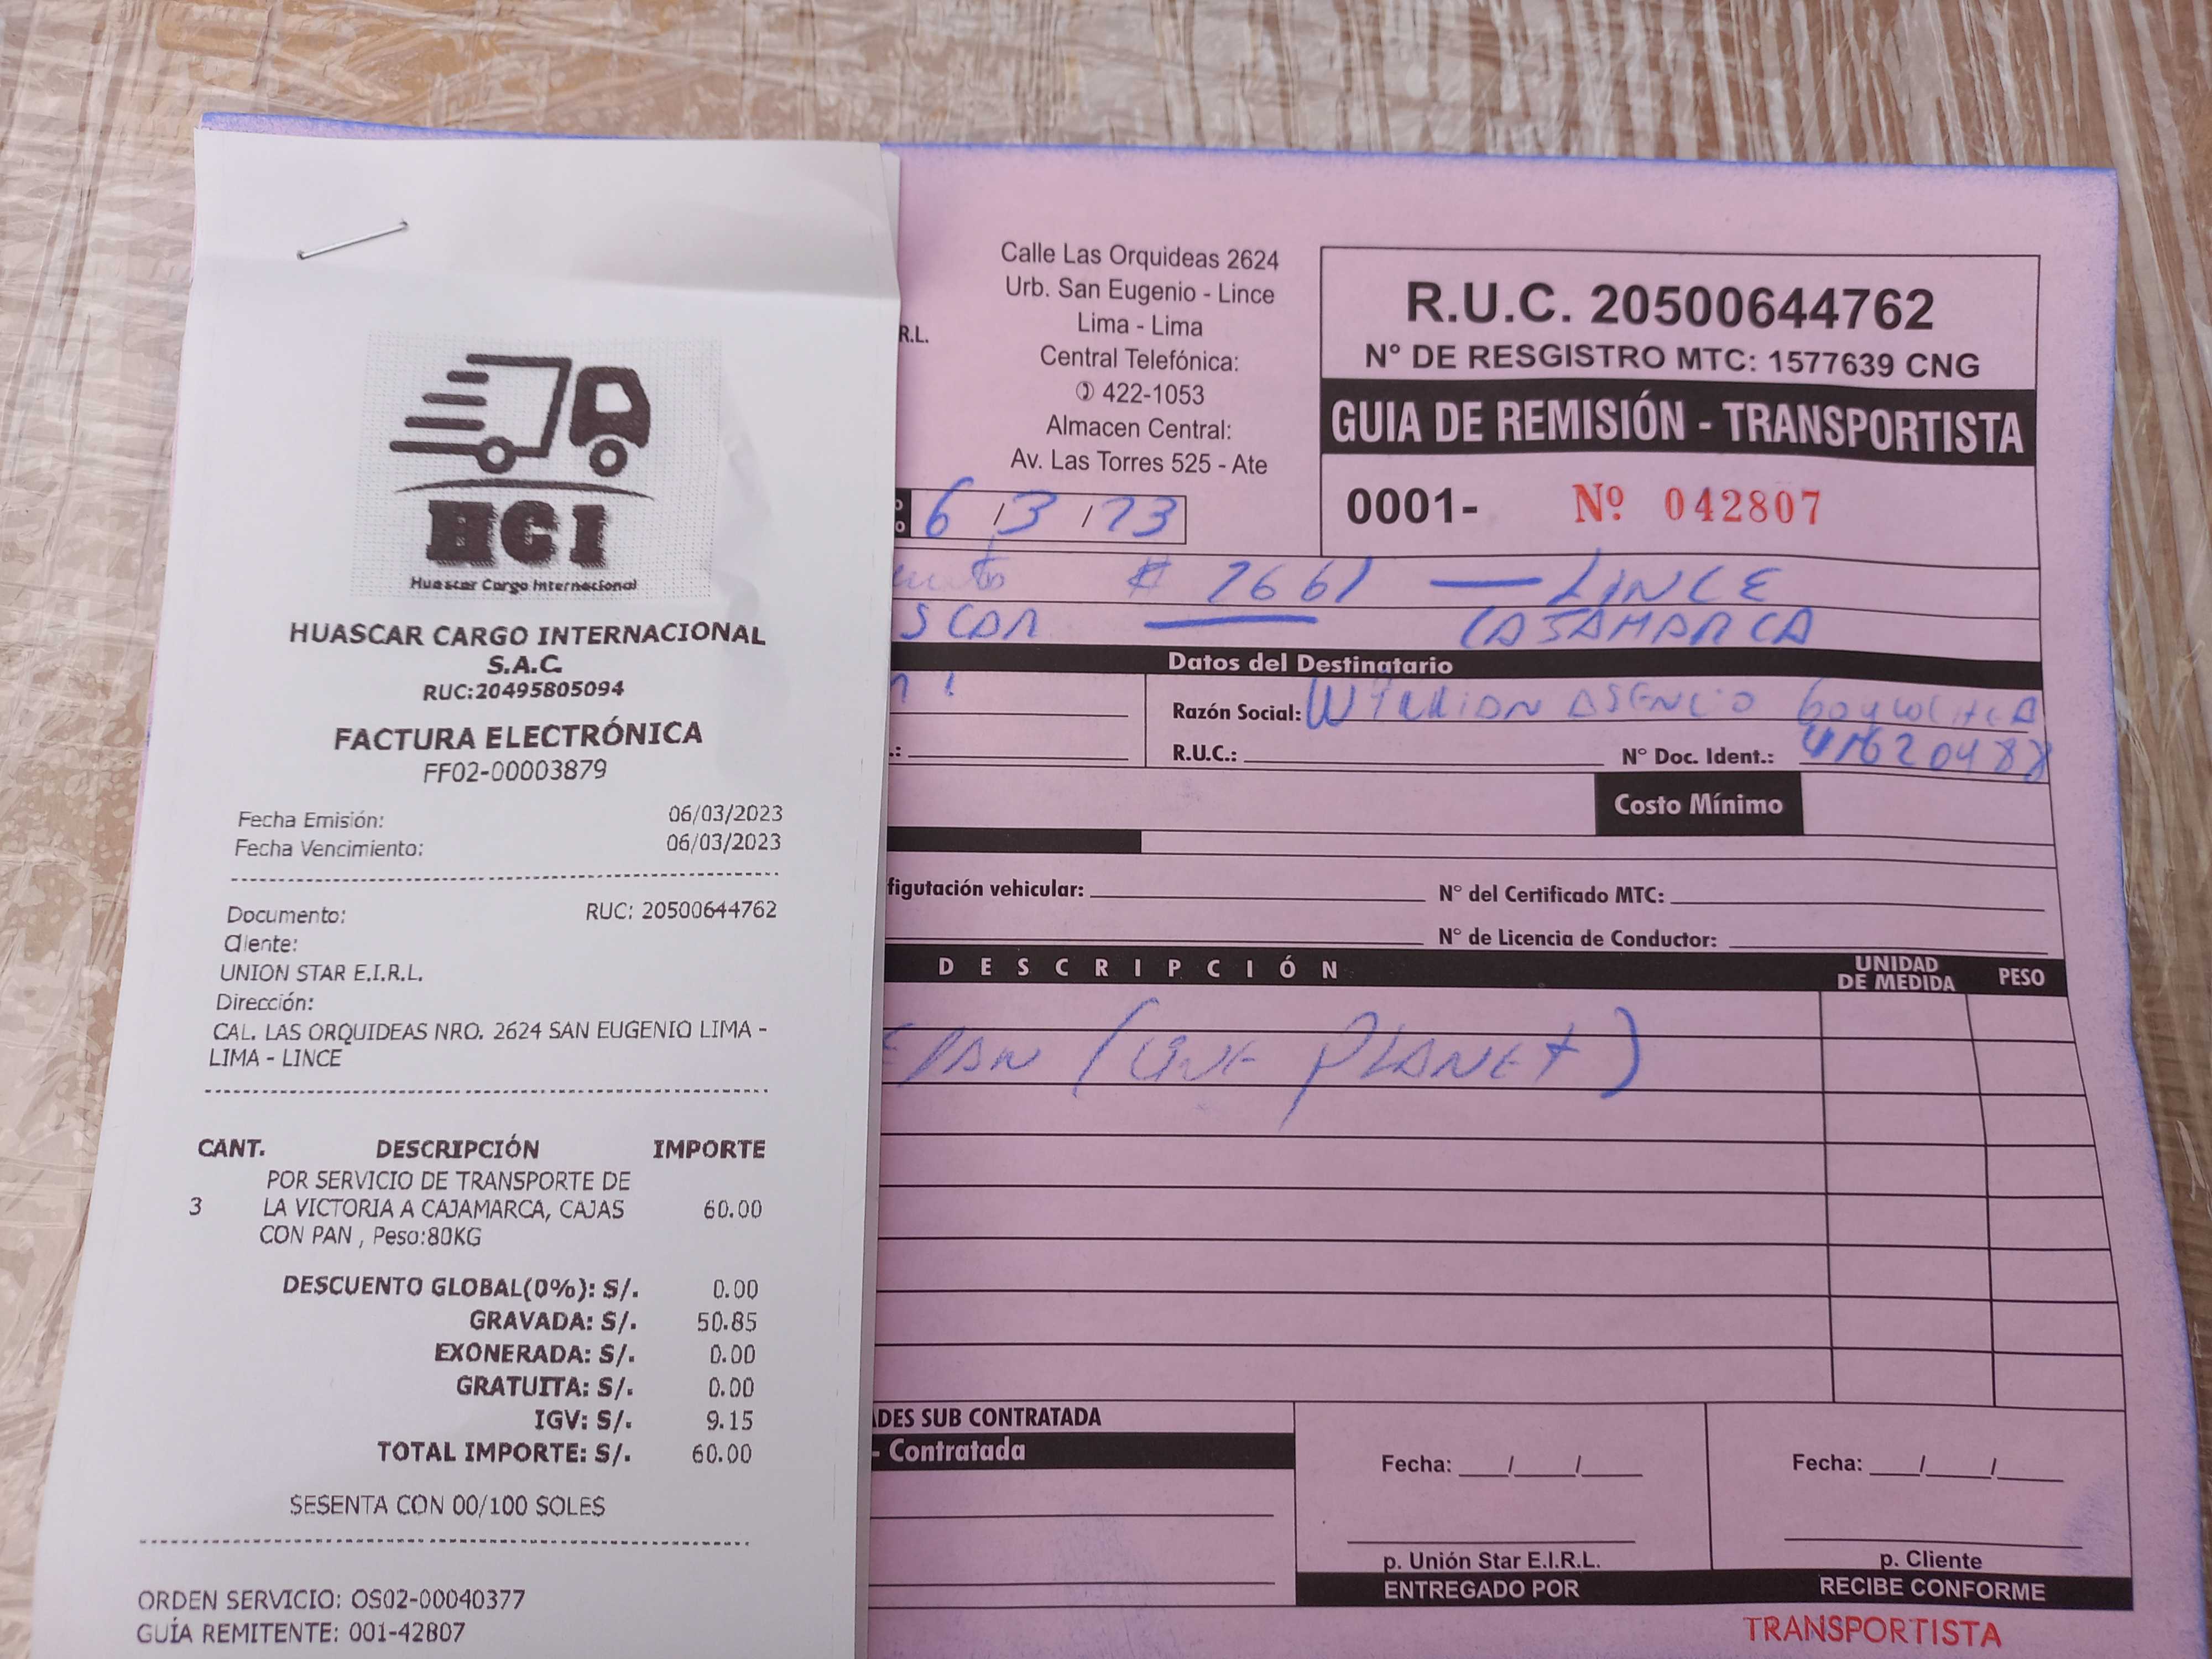 HCI
Huascar Cargo Internacional
HUASCAR CARGO INTERNACIONAL
S.A.C.
RUC:20495805094
FACTURA ELECTRÓNICA
FF02-00003879
Fecha Emisión: 06/03/2023
Fecha Vencimiento: 06/03/2023
Documento: RUC: 20500644762
Cliente:
UNION STAR E.I.R.L.
Dirección:
CAL. LAS ORQUIDEAS NRO. 2624 SAN EUGENIO LIMA -
LIMA - LINCE
CANT. DESCRIPCIÓN IMPORTE
POR SERVICIO DE TRANSPORTE DE
3 LA VICTORIA A CAJAMARCA, CAJAS 60.00
CON PAN , Peso:80KG
DESCUENTO GLOBAL(0%): S/. 0.00
GRAVADA: S/. 50.85
EXONERADA: S/. 0.00
GRATUITA: S/. 0.00
IGV: S/. 9.15
TOTAL IMPORTE: S/. 60.00
SESENTA CON 00/100 SOLES
ORDEN SERVICIO: OS02-00040377
GUÍA REMITENTE: 001-42807
R.L.
Calle Las Orquideas 2624
Urb. San Eugenio - Lince
Lima - Lima
Central Telefónica:
✆ 422-1053
Almacen Central:
Av. Las Torres 525 - Ate
R.U.C. 20500644762
N° DE RESGISTRO MTC: 1577639 CNG
GUIA DE REMISIÓN - TRANSPORTISTA
0001- Nº 042807
6 / 3 / 23
# 2661 — LINCE
CAJAMARCA
Datos del Destinatario
Razón Social:
R.U.C.: N° Doc. Ident.: 41620488
Costo Mínimo
figutación vehicular: N° del Certificado MTC:
N° de Licencia de Conductor:
DESCRIPCIÓN UNIDAD DE MEDIDA PESO
PAN (CINE PLANET)
ADES SUB CONTRATADA
- Contratada
Fecha: / /
p. Unión Star E.I.R.L.
ENTREGADO POR
Fecha: / /
p. Cliente
RECIBE CONFORME
TRANSPORTISTA